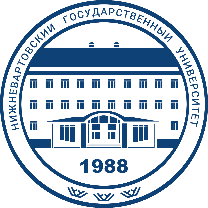 НИЖНЕВАРТОВСКИЙ ГОСУДАРСТВЕННЫЙ УНИВЕРСИТЕТ
1988